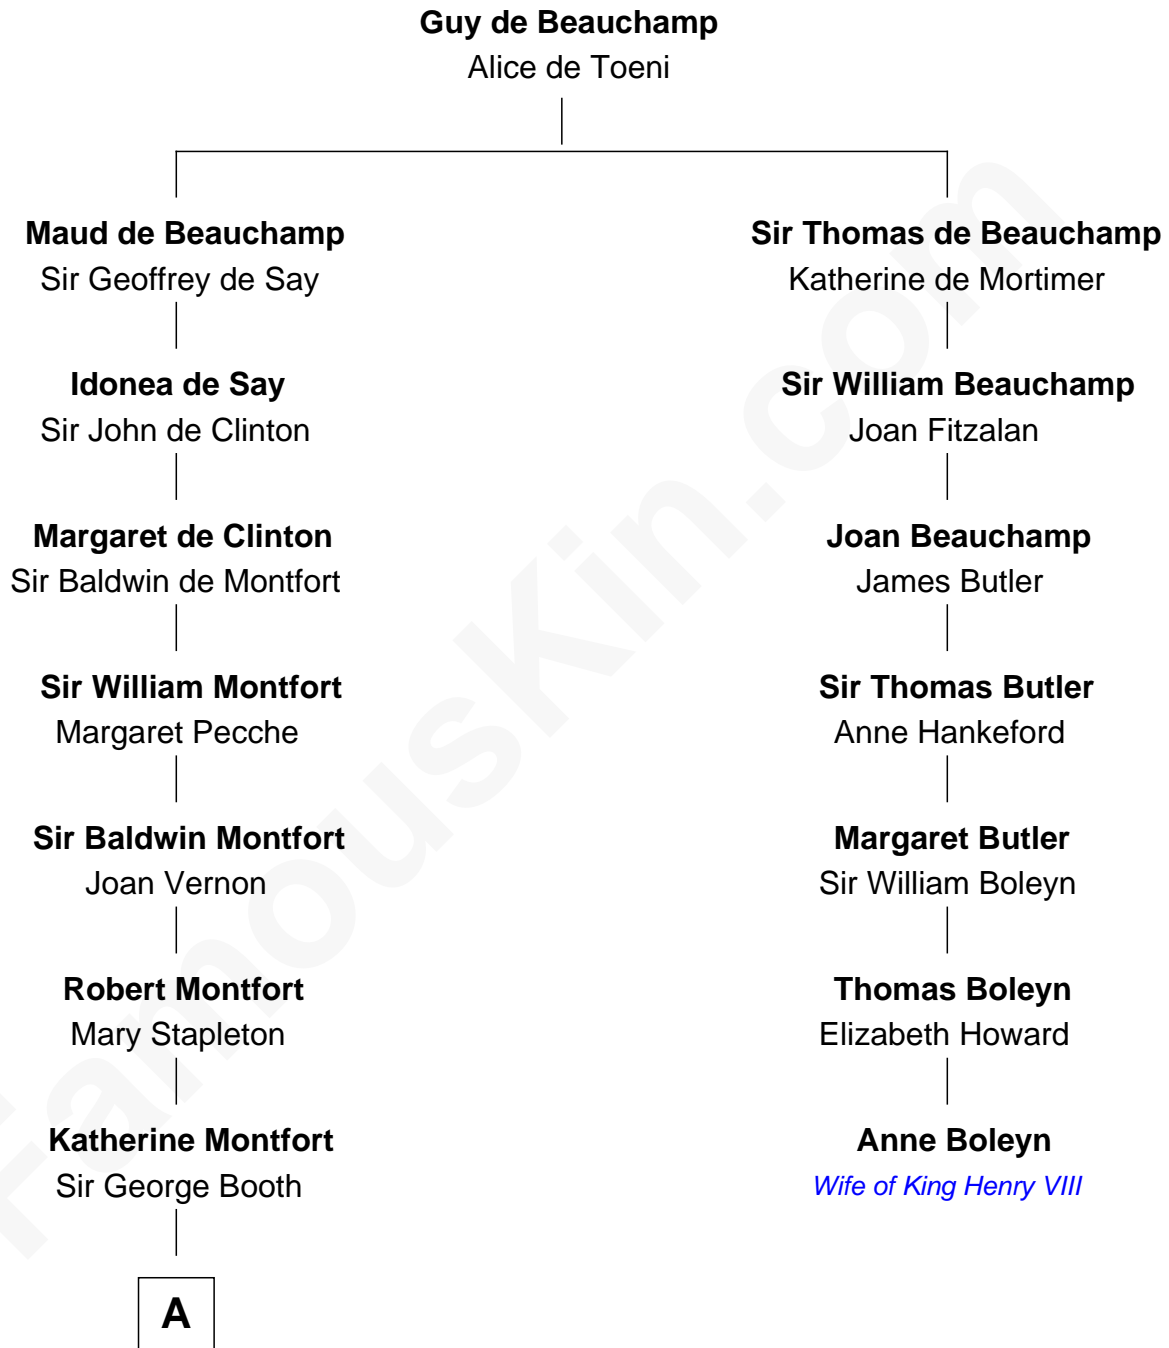 Guy de Beauchamp
Alice de Toeni
Maud de Beauchamp
Sir Geoffrey de Say
Idonea de Say
Sir John de Clinton
Margaret de Clinton
Sir Baldwin de Montfort
Sir William Montfort
Margaret Pecche
Sir Baldwin Montfort
Joan Vernon
Robert Montfort
Mary Stapleton
Katherine Montfort
Sir George Booth
A
Sir Thomas de Beauchamp
Katherine de Mortimer
Sir William Beauchamp
Joan Fitzalan
Joan Beauchamp
James Butler
Sir Thomas Butler
Anne Hankeford
Margaret Butler
Sir William Boleyn
Thomas Boleyn
Elizabeth Howard
Anne Boleyn
Wife of King Henry VIII
FamousKin.com